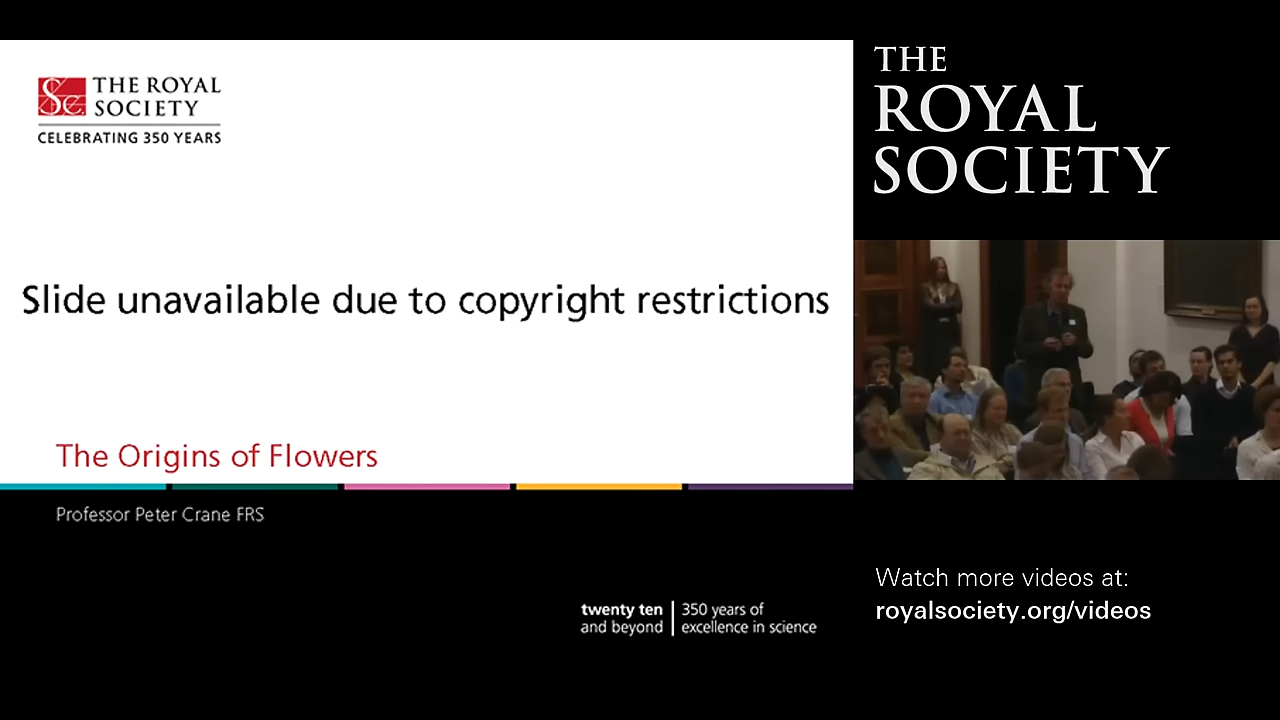 THE ROYAL
SOCIETY
CELEBRATING 350 YEARS
Slide unavailable due to copyright restrictions
The Origins of Flowers
Professor Peter Crane FRS
twenty ten
and beyond
350 years of
excellence in science
THE
ROYAL
SOCIETY
Watch more videos at:
royalsociety.org/videos